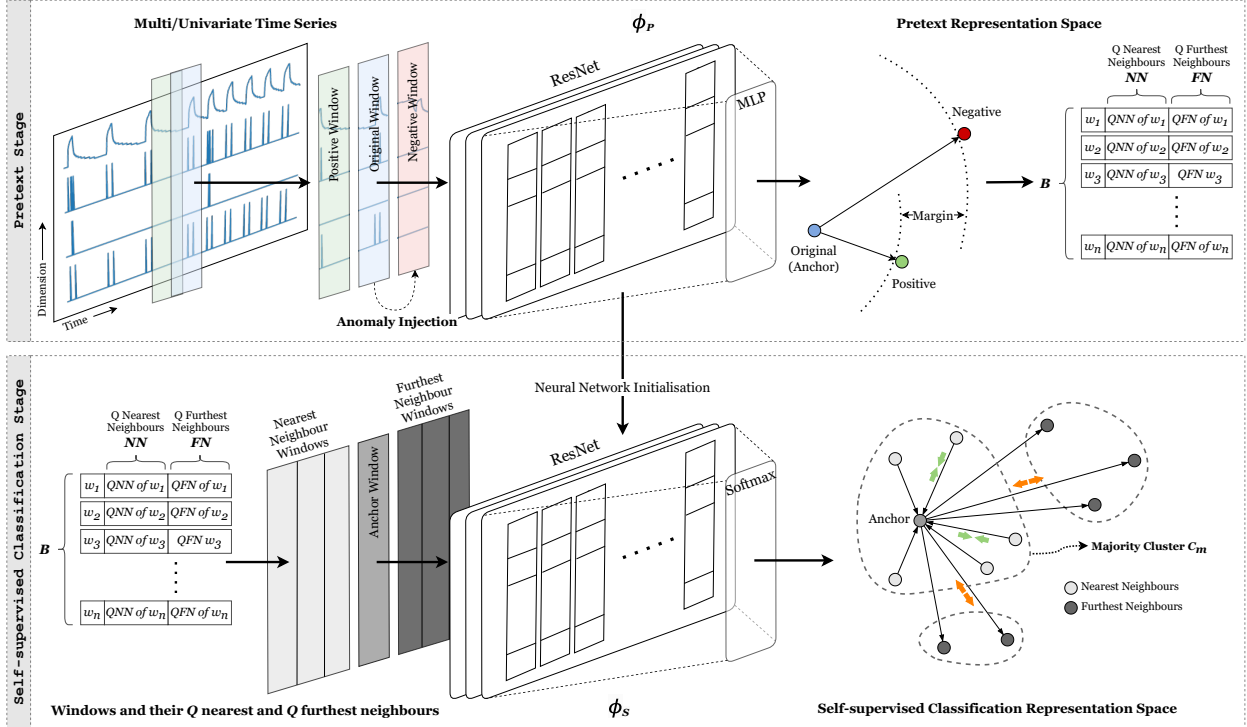 Pretext Stage
Multi/Univariate Time Series
ϕP
Pretext Representation Space
Dimension
Time
Positive Window
Original Window
Negative Window
Anomaly Injection
ResNet
MLP
Negative
Margin
Original
(Anchor)
Positive
Q Nearest
Neighbours
NN
Q Furthest
Neighbours
FN
B
w1 QNN of w1 QFN of w1
w2 QNN of w2 QFN of w2
w3 QNN of w3 QFN w3
wn QNN of wn QFN of wn
Neural Network Initialisation
Self-supervised Classification Stage
Q Nearest
Neighbours
NN
Q Furthest
Neighbours
FN
B
w1 QNN of w1 QFN of w1
w2 QNN of w2 QFN of w2
w3 QNN of w3 QFN w3
wn QNN of wn QFN of wn
Nearest
Neighbour
Windows
Anchor Window
Furthest
Neighbour
Windows
ResNet
Softmax
Anchor
Majority Cluster Cm
Nearest Neighbours
Furthest Neighbours
Windows and their Q nearest and Q furthest neighbours
ϕS
Self-supervised Classification Representation
Space